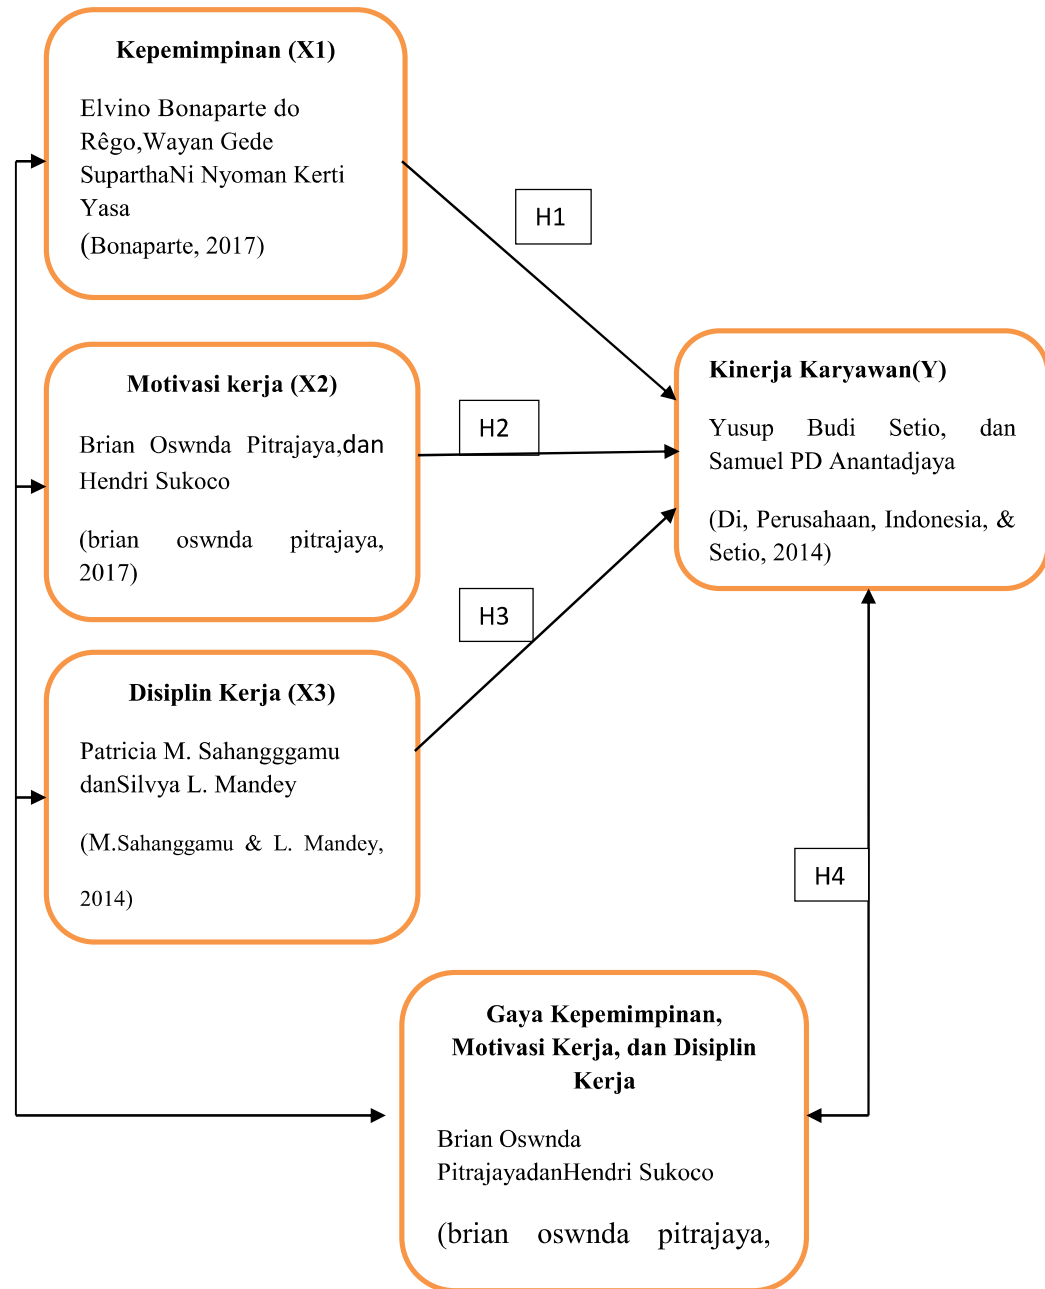 Kepemimpinan (X1)
Elvino Bonaparte do
Rêgo,Wayan Gede
SuparthaNi Nyoman Kerti
Yasa
(Bonaparte, 2017)
H1
Motivasi kerja (X2)
Brian Oswnda Pitrajaya,dan
Hendri Sukoco
(brian oswnda pitrajaya,
2017)
H2
Kinerja Karyawan(Y)
Yusup Budi Setio, dan
Samuel PD Anantadjaya
(Di, Perusahaan, Indonesia, &
Setio, 2014)
H3
Disiplin Kerja (X3)
Patricia M. Sahangggamu
danSilvya L. Mandey
(M.Sahanggamu & L. Mandey,
2014)
H4
Gaya Kepemimpinan,
Motivasi Kerja, dan Disiplin
Kerja
Brian Oswnda
PitrajayadanHendri Sukoco
(brian oswnda pitrajaya,